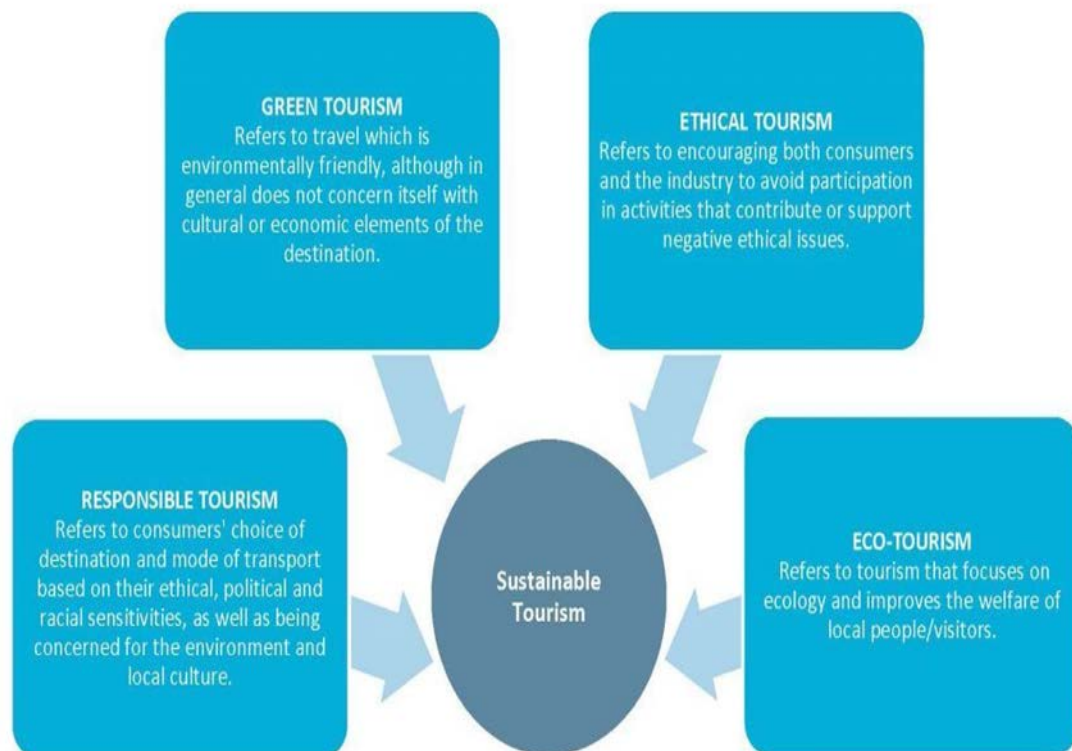 GREEN TOURISM
Refers to travel which is
environmentally friendly, although in
general does not concern itself with
cultural or economic elements of the
destination.
ETHICAL TOURISM
Refers to encouraging both consumers
and the industry to avoid participation
in activities that contribute or support
negative ethical issues.
RESPONSIBLE TOURISM
Refers to consumers' choice of
destination and mode of transport
based on their ethical, political and
racial sensitivities, as well as being
concerned for the environment and
local culture.
Sustainable
Tourism
ECO-TOURISM
Refers to tourism that focuses on
ecology and improves the welfare of
local people/visitors.